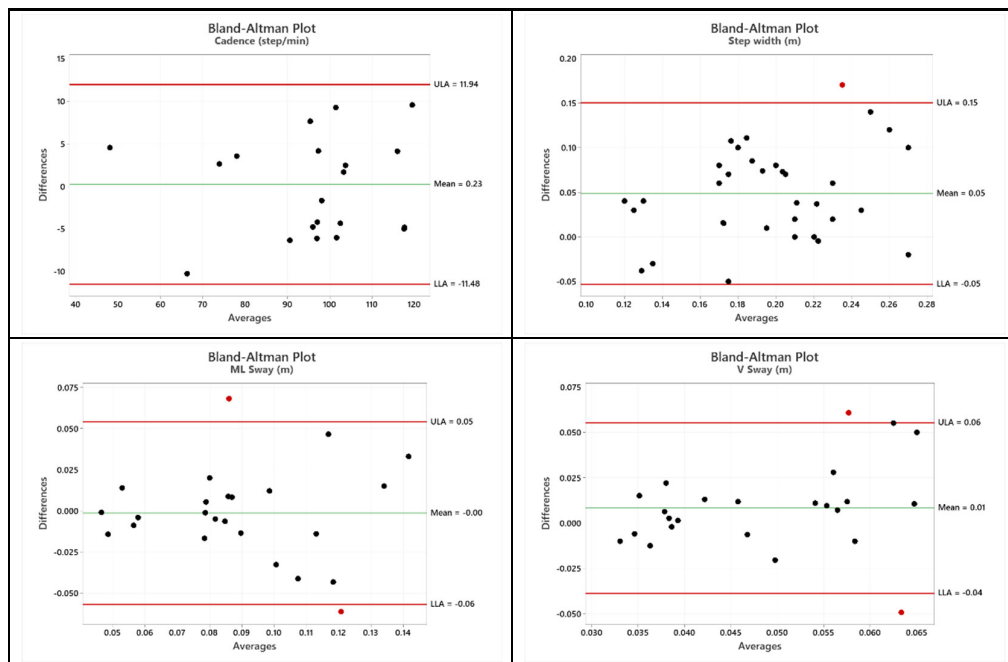 Bland-Altman Plot
Cadence (step/min)
15
10
5
0
-5
-10
Differences
ULA = 11.94
Mean = 0.23
LLA = -11.48
40 50 60 70 80 90 100 110 120
Averages
Bland-Altman Plot
Step width (m)
0.20
0.15
0.10
0.05
0.00
-0.05
Differences
ULA = 0.15
Mean = 0.05
LLA = -0.05
0.10 0.12 0.14 0.16 0.18 0.20 0.22 0.24 0.26 0.28
Averages
Bland-Altman Plot
ML Sway (m)
0.075
0.050
0.025
0.000
-0.025
-0.050
Differences
ULA = 0.05
Mean = -0.00
LLA = -0.06
0.05 0.06 0.07 0.08 0.09 0.10 0.11 0.12 0.13 0.14
Averages
Bland-Altman Plot
V Sway (m)
0.075
0.050
0.025
0.000
-0.025
-0.050
Differences
ULA = 0.06
Mean = 0.01
LLA = -0.04
0.030 0.035 0.040 0.045 0.050 0.055 0.060 0.065
Averages